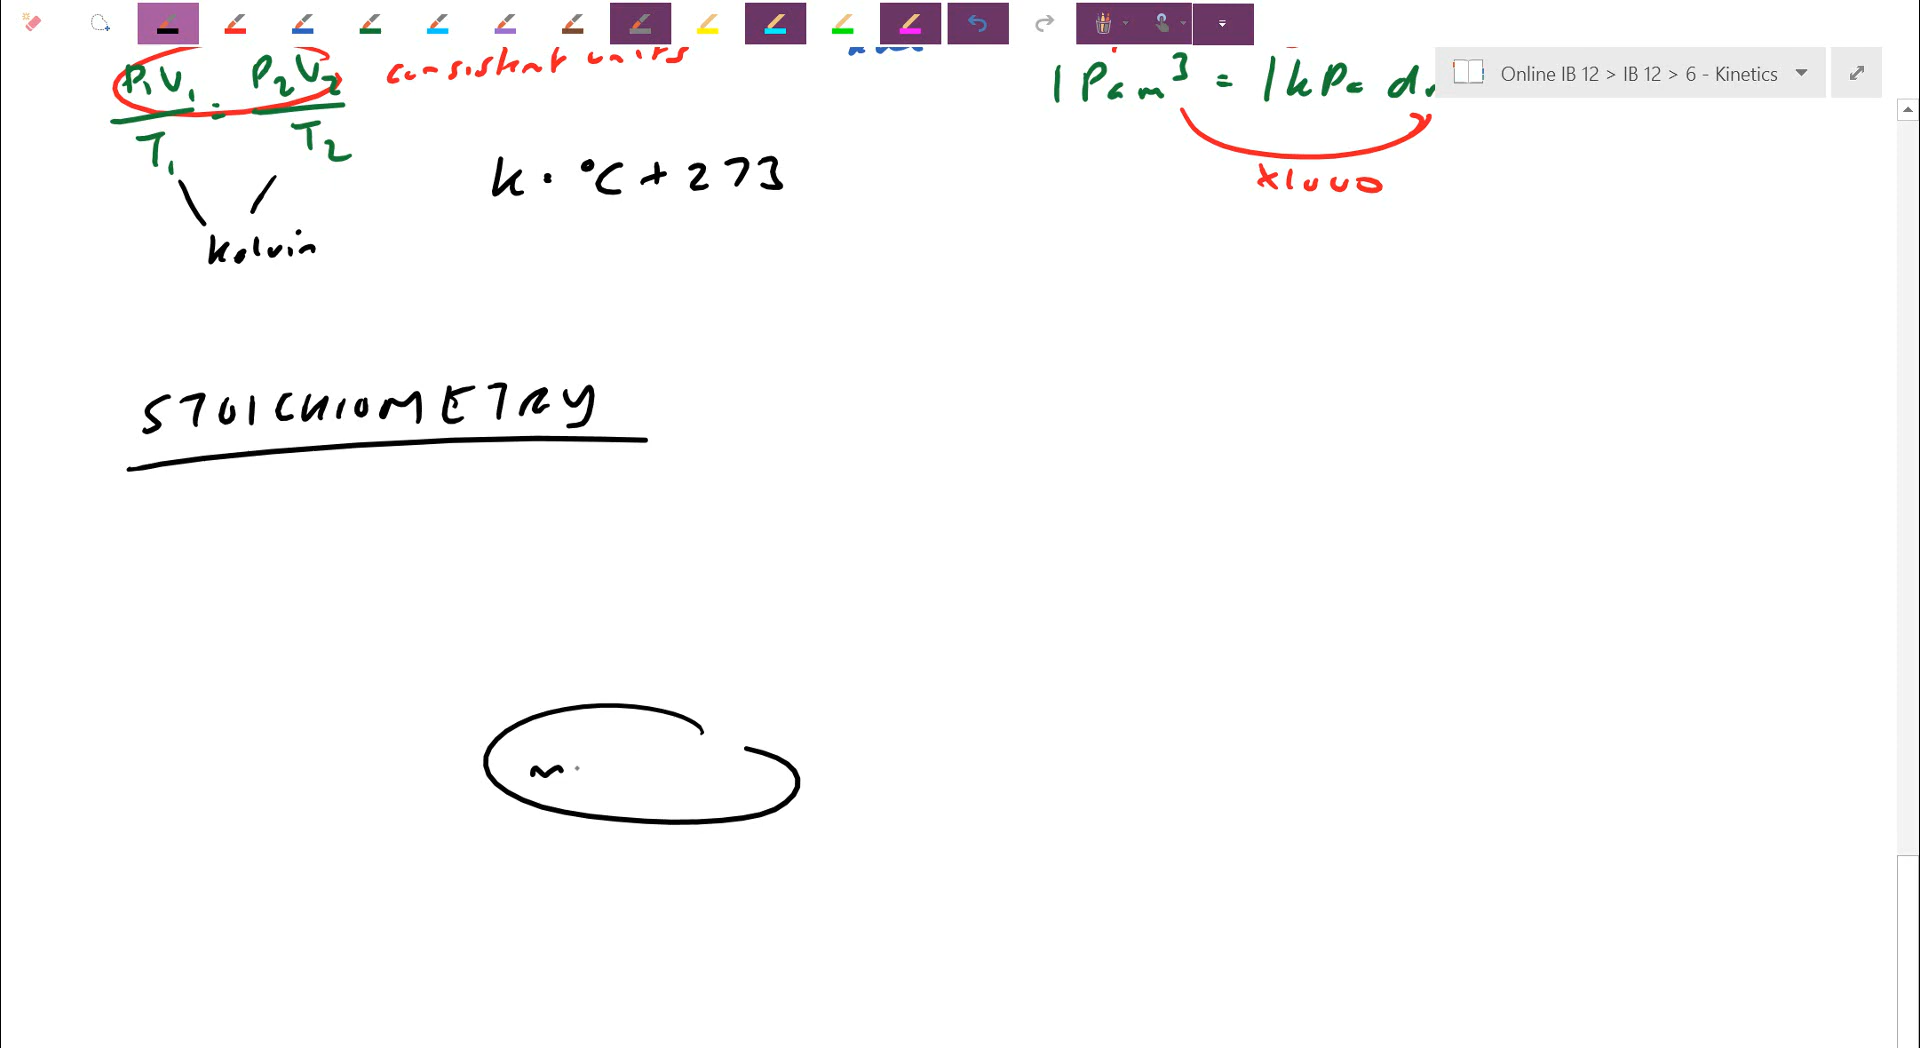 consistent units
P₁V₁ = P₂V₂
T₁ T₂
Kelvin
K = °C + 273
1 Pa m³ = 1 kPa d
x1000
Online IB 12 > IB 12 > 6 - Kinetics
STOICHIOMETRY
m